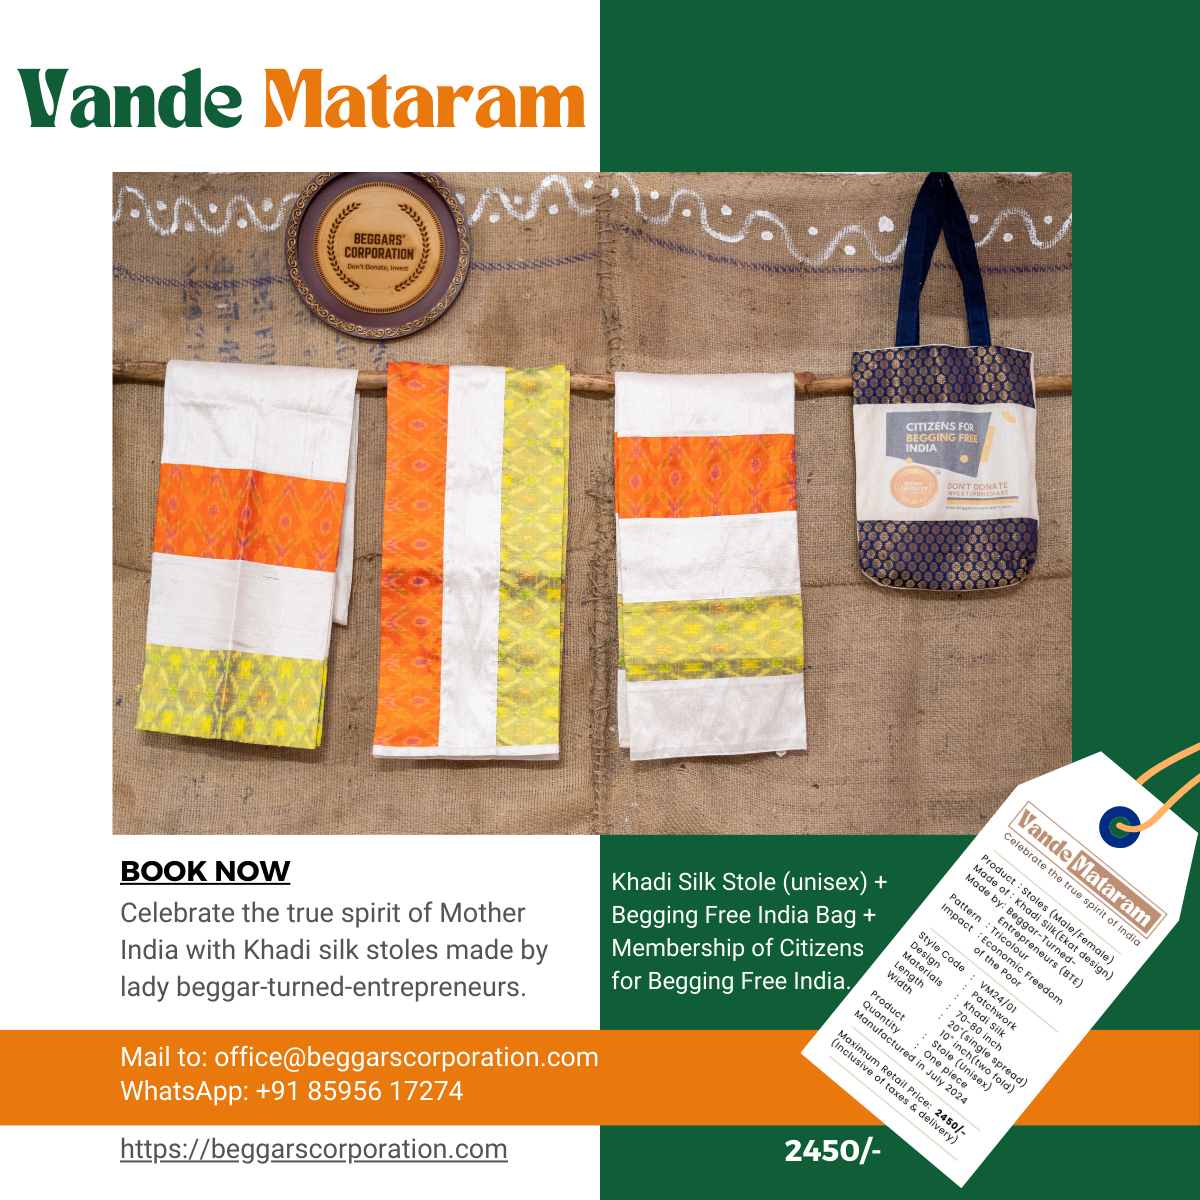 Vande Mataram
BEGGARS'
CORPORATION
Don't Donate, Invest
CITIZENS FOR
BEGGING FREE
INDIA
DON'T DONATE
INVEST/PURCHASE
BOOK NOW
Celebrate the true spirit of Mother
India with Khadi silk stoles made by
lady beggar-turned-entrepreneurs.
Khadi Silk Stole (unisex) +
Begging Free India Bag +
Membership of Citizens
for Begging Free India.
Mail to: office@beggarscorporation.com
WhatsApp: +91 85956 17274
https://beggarscorporation.com
2450/-
Vande Mataram
Celebrate the true spirit of India
Product : Stoles (Male/Female)
Made of : Khadi Silk(Ekat design)
Made by: Beggar-Turned-
Entrepreneurs (BTE)
Pattern : Tricolour
Impact : Economic Freedom
of the Poor
Style Code : VM24/01
Design : Patchwork
Materials : Khadi Silk
Length : 70-80 inch
Width : 20"(single spread)
10" inch(two fold)
Product : Stole (unisex)
Quantity : One piece
Manufactured in July 2024
Maximum Retail Price: 2450/-
(Inclusive of taxes & delivery)